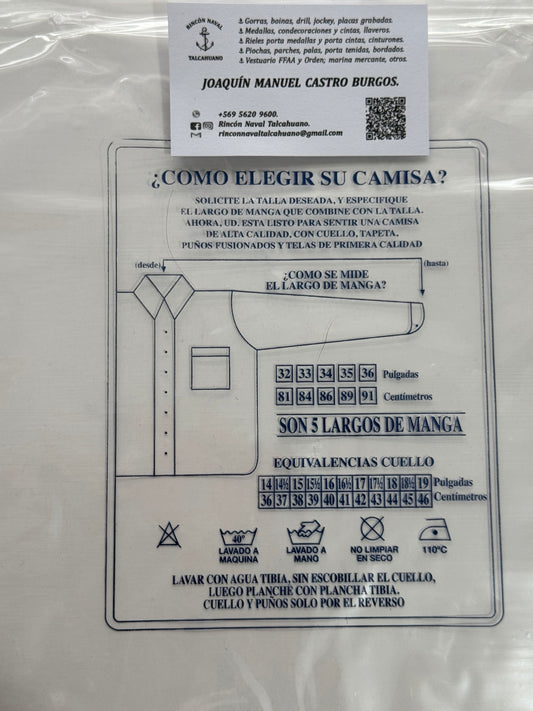 RINCÓN NAVAL
TALCAHUANO
Gorras, boinas, drill, jockey, placas grabadas.
Medallas, condecoraciones y cintas, llaveros.
Rieles porta medallas y porta cintas, cinturones.
Piochas, parches, palas, porta tenidas, bordados.
Vestuario FFAA y Orden; marina mercante, otros.
JOAQUÍN MANUEL CASTRO BURGOS.
+569 5620 9600.
Rincón Naval Talcahuano.
rinconnavaltalcahuano@gmail.com
¿COMO ELEGIR SU CAMISA?
SOLICITE LA TALLA DESEADA, Y ESPECIFIQUE
EL LARGO DE MANGA QUE COMBINE CON LA TALLA.
AHORA, UD. ESTA LISTO PARA SENTIR UNA CAMISA
DE ALTA CALIDAD, CON CUELLO, TAPETA,
PUÑOS FUSIONADOS Y TELAS DE PRIMERA CALIDAD
(desde)
(hasta)
¿COMO SE MIDE
EL LARGO DE MANGA?
32 33 34 35 36 Pulgadas
81 84 86 89 91 Centímetros
SON 5 LARGOS DE MANGA
EQUIVALENCIAS CUELLO
14 14½ 15 15½ 16 16½ 17 17½ 18 18½ 19 Pulgadas
36 37 38 39 40 41 42 43 44 45 46 Centímetros
40°
LAVADO A
MAQUINA
LAVADO A
MANO
NO LIMPIAR
EN SECO
110°C
LAVAR CON AGUA TIBIA, SIN ESCOBILLAR EL CUELLO,
LUEGO PLANCHE CON PLANCHA TIBIA.
CUELLO Y PUÑOS SOLO POR EL REVERSO